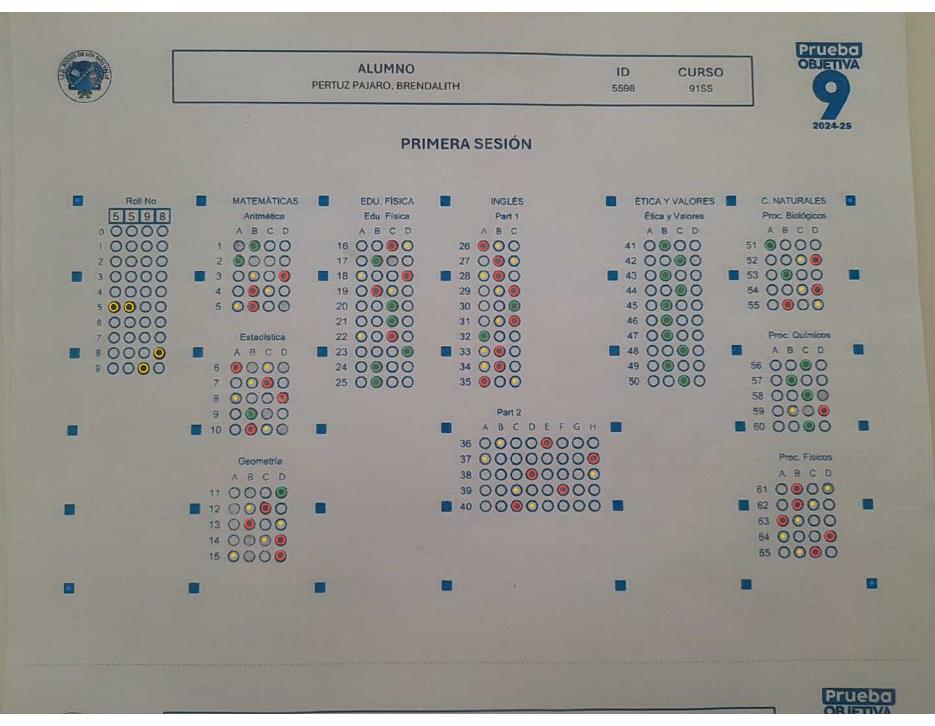 Prueba
OBJETIVA
9
2024-2S
ALUMNO
PERTUZ PAJARO, BRENDALITH
ID
5598
CURSO
91SS
PRIMERA SESIÓN
Roll No
5 5 9 8
0
1
2
3
4
5
6
7
8
9
MATEMÁTICAS
Aritmética
A B C D
1
2
3
4
5
Estadística
A B C D
6
7
8
9
10
Geometría
A B C D
11
12
13
14
15
EDU. FÍSICA
Edu. Física
A B C D
16
17
18
19
20
21
22
23
24
25
INGLÉS
Part 1
A B C
26
27
28
29
30
31
32
33
34
35
Part 2
A B C D E F G H
36
37
38
39
40
ÉTICA Y VALORES
Ética y Valores
A B C D
41
42
43
44
45
46
47
48
49
50
C. NATURALES
Proc. Biológicos
A B C D
51
52
53
54
55
Proc. Químicos
A B C D
56
57
58
59
60
Proc. Físicos
A B C D
61
62
63
64
65
Prueba
OBJETIVA